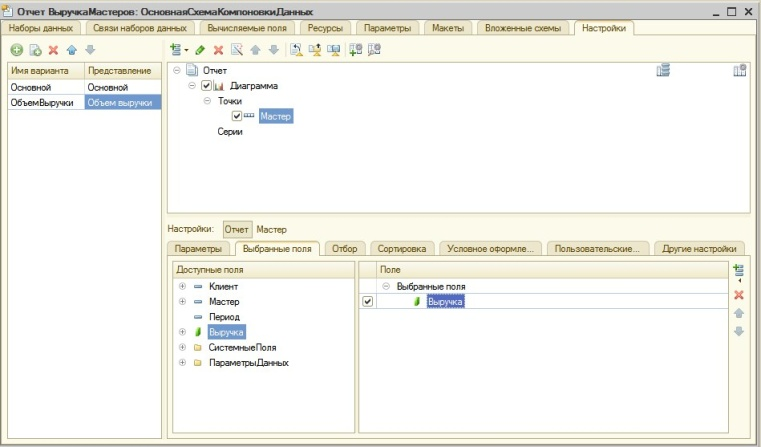 Отчет ВыручкаМастеров: ОсновнаяСхемаКомпоновкиДанных
Наборы данных Связи наборов данных Вычисляемые поля Ресурсы Параметры Макеты Вложенные схемы Настройки
Имя варианта Представление
Основной Основной
ОбъемВыручки Объем выручки
Отчет
Диаграмма
Точки
Мастер
Серии
Настройки: Отчет Мастер
Параметры Выбранные поля Отбор Сортировка Условное оформле... Пользовательские... Другие настройки
Доступные поля
Клиент
Мастер
Период
Выручка
СистемныеПоля
ПараметрыДанных
Поле
Выбранные поля
Выручка